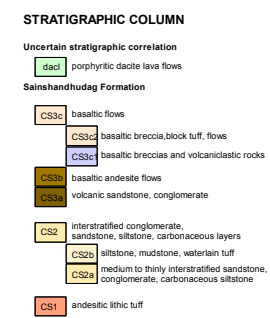 STRATIGRAPHIC COLUMN
Uncertain stratigraphic correlation
dacl porphyritic dacite lava flows
Sainshandhudag Formation
CS3c basaltic flows
CS3c2 basaltic breccia,block tuff, flows
CS3c1 basaltic breccias and volcaniclastic rocks
CS3b basaltic andesite flows
CS3a volcanic sandstone, conglomerate
CS2 interstratified conglomerate,
sandstone, siltstone, carbonaceous layers
CS2b siltstone, mudstone, waterlain tuff
CS2a medium to thinly interstratified sandstone,
conglomerate, carbonaceous siltstone
CS1 andesitic lithic tuff